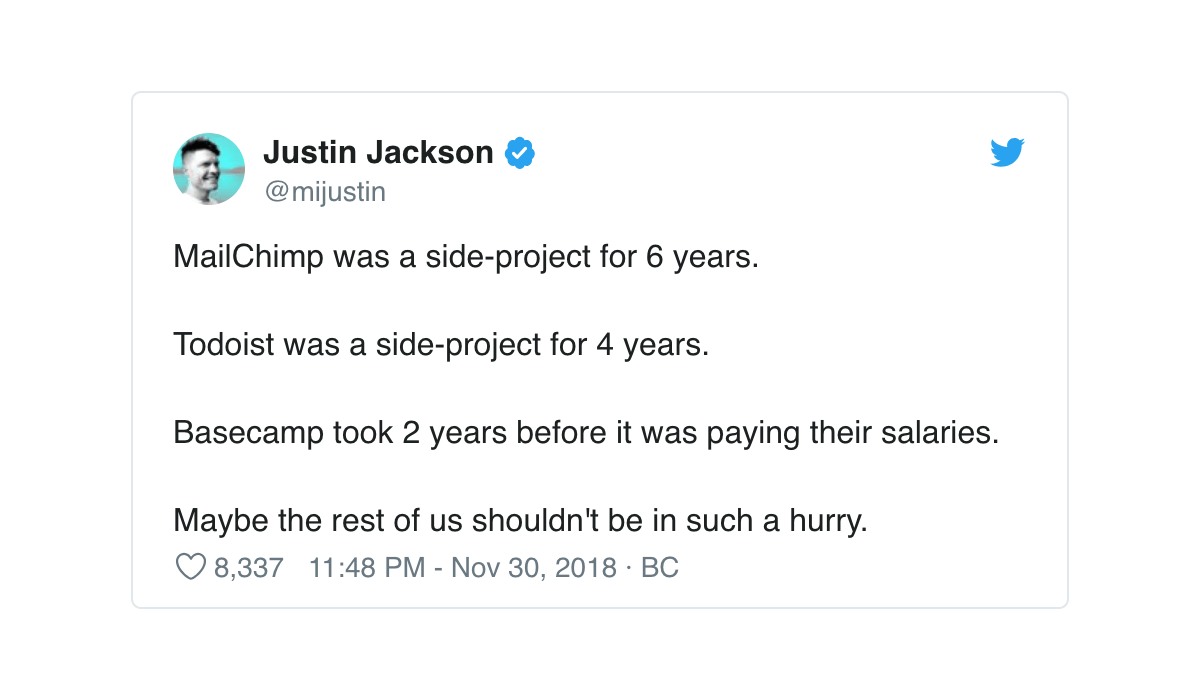 Justin Jackson
@mijustin
MailChimp was a side-project for 6 years.
Todoist was a side-project for 4 years.
Basecamp took 2 years before it was paying their salaries.
Maybe the rest of us shouldn't be in such a hurry.
8,337 11:48 PM - Nov 30, 2018 · BC